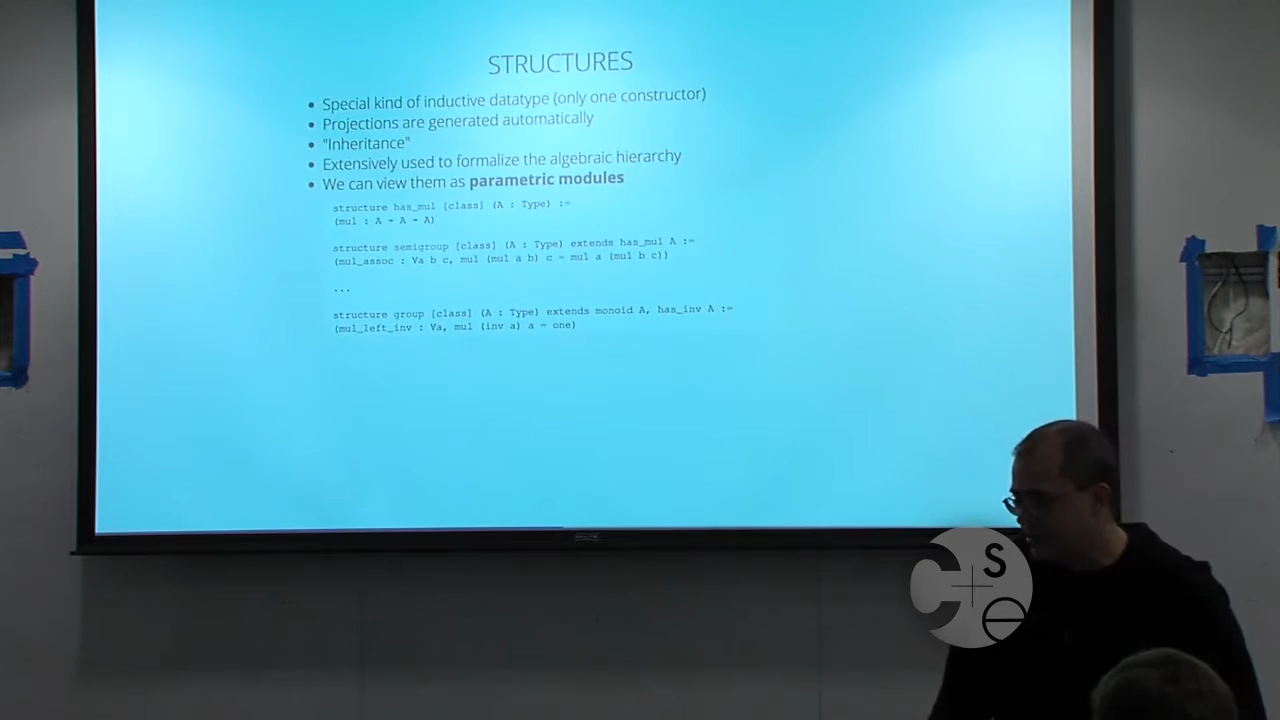 STRUCTURES
• Special kind of inductive datatype (only one constructor)
• Projections are generated automatically
• "Inheritance"
• Extensively used to formalize the algebraic hierarchy
• We can view them as parametric modules
structure has_mul [class] (A : Type) :=
(mul : A → A → A)
structure semigroup [class] (A : Type) extends has_mul A :=
(mul_assoc : ∀a b c, mul (mul a b) c = mul a (mul b c))
...
structure group [class] (A : Type) extends monoid A, has_inv A :=
(mul_left_inv : ∀a, mul (inv a) a = one)
C+se